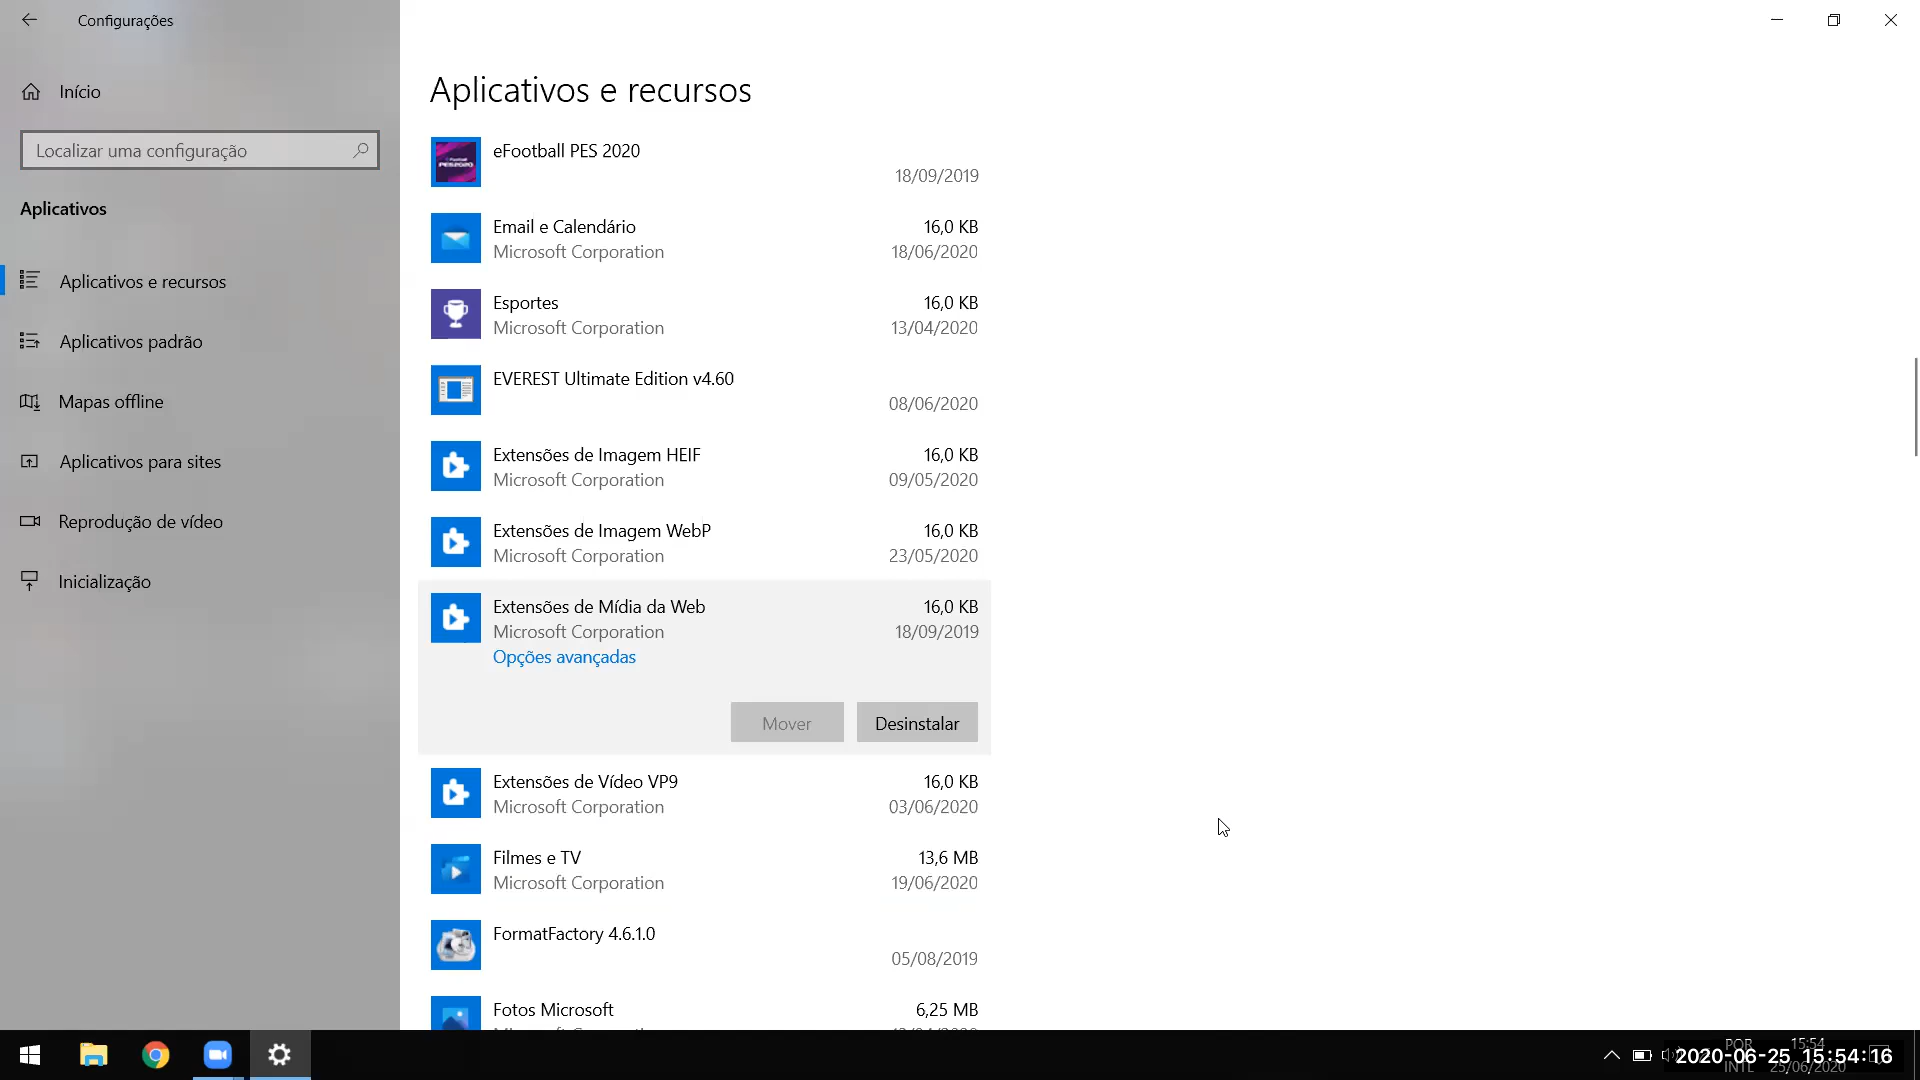 Configurações
Início
Localizar uma configuração
Aplicativos
Aplicativos e recursos
Aplicativos padrão
Mapas offline
Aplicativos para sites
Reprodução de vídeo
Inicialização
Aplicativos e recursos
eFootball PES 2020
18/09/2019
Email e Calendário 16,0 KB
Microsoft Corporation 18/06/2020
Esportes 16,0 KB
Microsoft Corporation 13/04/2020
EVEREST Ultimate Edition v4.60
08/06/2020
Extensões de Imagem HEIF 16,0 KB
Microsoft Corporation 09/05/2020
Extensões de Imagem WebP 16,0 KB
Microsoft Corporation 23/05/2020
Extensões de Mídia da Web 16,0 KB
Microsoft Corporation 18/09/2019
Opções avançadas
Mover Desinstalar
Extensões de Vídeo VP9 16,0 KB
Microsoft Corporation 03/06/2020
Filmes e TV 13,6 MB
Microsoft Corporation 19/06/2020
FormatFactory 4.6.1.0
05/08/2019
Fotos Microsoft 6,25 MB
POR 15:54
2020-06-25 15:54:16
INTL 25/06/2020